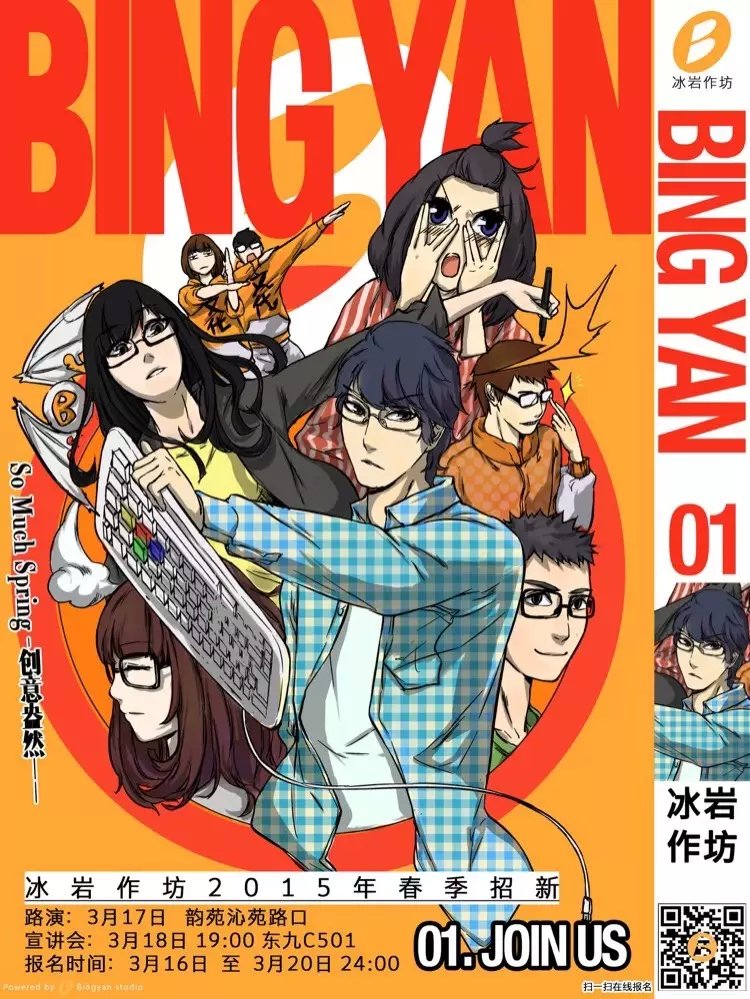 BING YAN
So Much Spring -创意盎然——
冰岩作坊2015年春季招新
路演：3月17日 韵苑沁苑路口
宣讲会：3月18日 19:00 东九C501
报名时间：3月16日 至 3月20日 24:00
01. JOIN US
Powered by Bingyan studio
B
冰岩作坊
BING YAN
01
冰岩
作坊
扫一扫在线报名